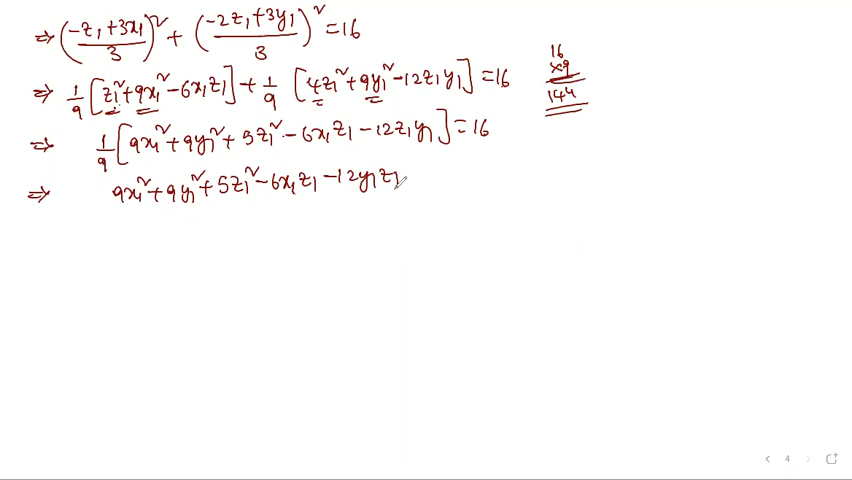 ⇒ ((-z₁+3x₁)/3)² + ((-2z₁+3y₁)/3)² = 16
⇒ 1/9 [z₁²+9x₁²-6x₁z₁] + 1/9 [4z₁²+9y₁²-12z₁y₁] = 16
16
×9
144
⇒ 1/9 [9x₁²+9y₁²+5z₁²-6x₁z₁-12z₁y₁] = 16
⇒ 9x₁²+9y₁²+5z₁²-6x₁z₁-12y₁z₁
4